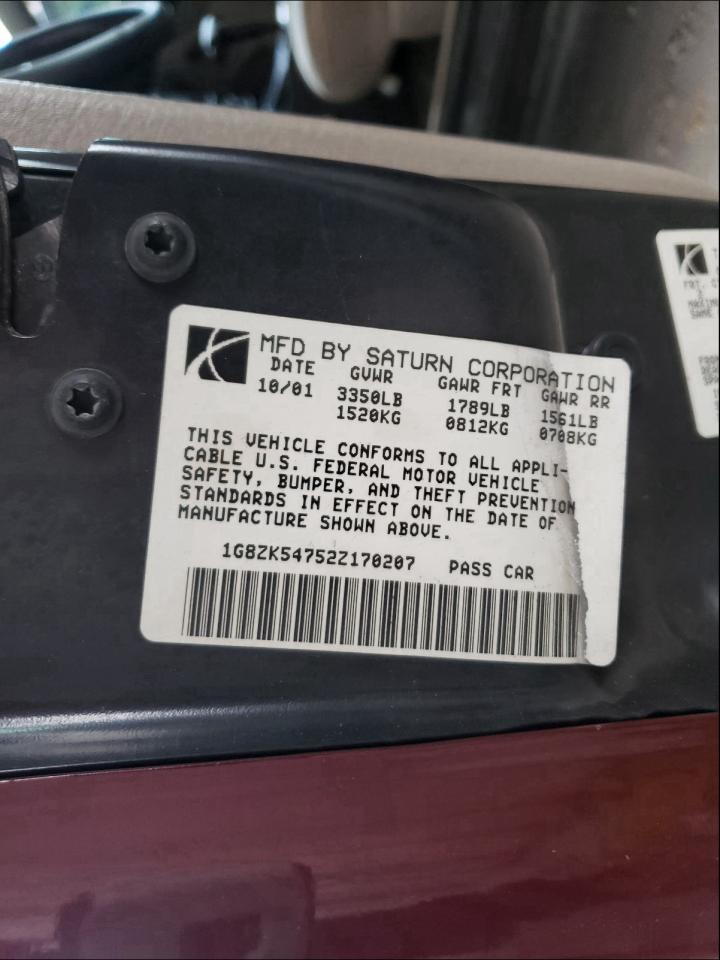 MFD BY SATURN CORPORATION
DATE GVWR GAWR FRT GAWR RR
10/01 3350LB 1789LB 1561LB
1520KG 0812KG 0708KG
THIS VEHICLE CONFORMS TO ALL APPLI-
CABLE U.S. FEDERAL MOTOR VEHICLE
SAFETY, BUMPER, AND THEFT PREVENTION
STANDARDS IN EFFECT ON THE DATE OF
MANUFACTURE SHOWN ABOVE.
1G8ZK54752Z170207 PASS CAR
FRT.
SAME